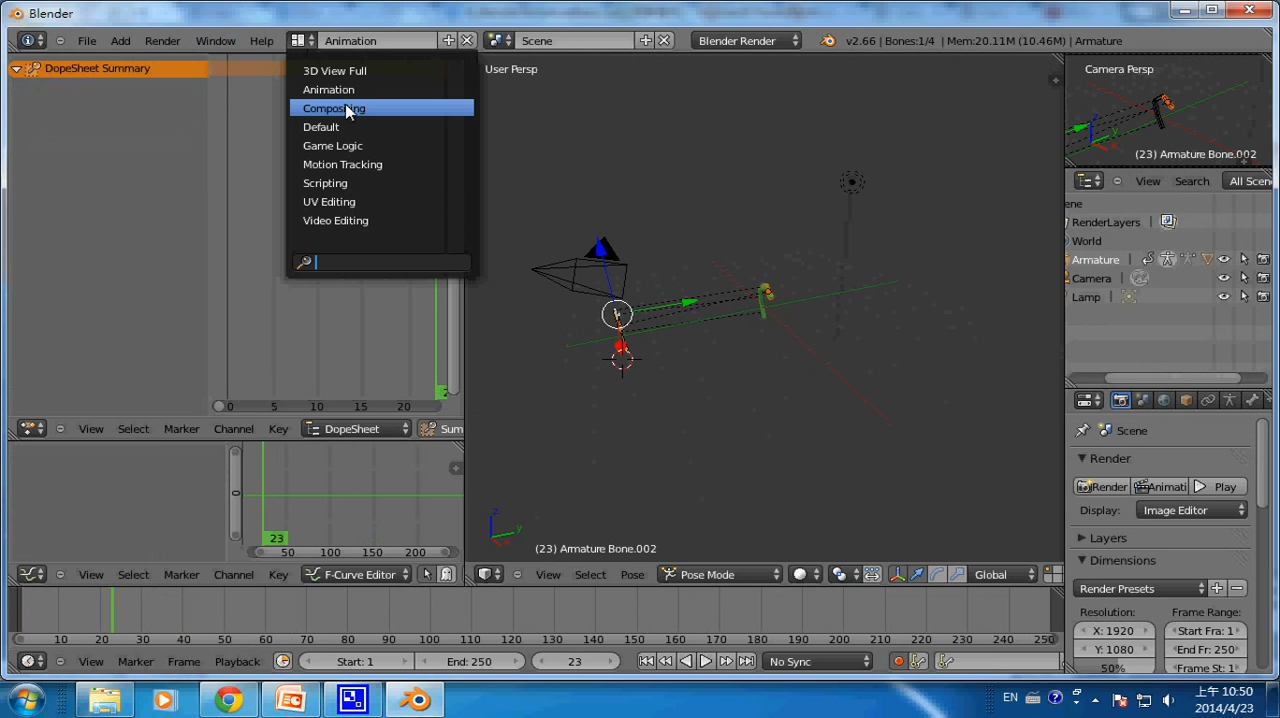 Blender
File Add Render Window Help Animation Scene Blender Render v2.66 | Bones:1/4 | Mem:20.11M (10.46M) | Armature
DopeSheet Summary
3D View Full
Animation
Compositing
Default
Game Logic
Motion Tracking
Scripting
UV Editing
Video Editing
User Persp
Camera Persp
(23) Armature Bone.002
View Search All Scen
ene
RenderLayers
World
Armature
Camera
Lamp
0 5 10 15 20
View Select Marker Channel Key DopeSheet Sum
Scene
Render
Render Animati Play
Display: Image Editor
Layers
Dimensions
Render Presets
Resolution: Frame Range:
X: 1920 Start Fra: 1
Y: 1080 End Fr: 250
50% Frame St: 1
0
23
50 100 150 200
(23) Armature Bone.002
z y
View Select Marker Channel Key F-Curve Editor
View Select Pose Pose Mode Global
10 20 30 40 50 60 70 80 90 100 110 120 130 140 150 160 170 180 190 200 210 220 230 240 250
View Marker Frame Playback Start: 1 End: 250 23 No Sync
EN 上午 10:50
2014/4/23